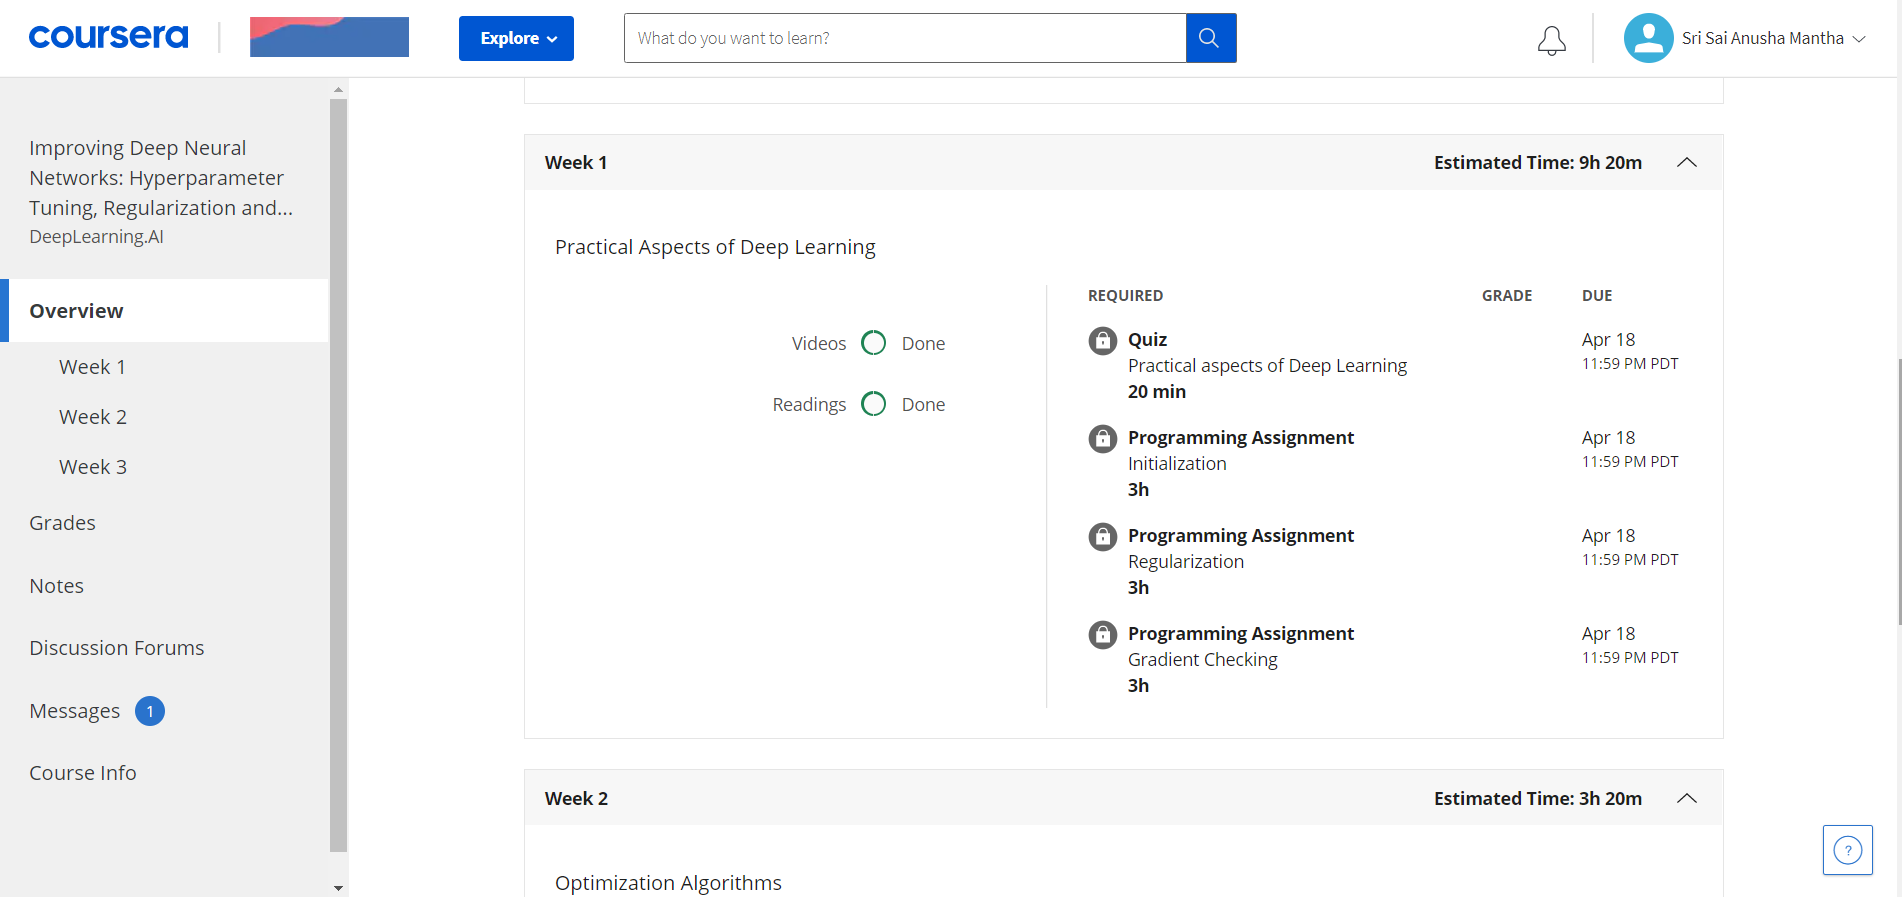 coursera
Explore
What do you want to learn?
Sri Sai Anusha Mantha
Improving Deep Neural
Networks: Hyperparameter
Tuning, Regularization and...
DeepLearning.AI
Overview
Week 1
Week 2
Week 3
Grades
Notes
Discussion Forums
Messages 1
Course Info
Week 1 Estimated Time: 9h 20m
Practical Aspects of Deep Learning
Videos Done
Readings Done
REQUIRED GRADE DUE
Quiz Apr 18
Practical aspects of Deep Learning 11:59 PM PDT
20 min
Programming Assignment Apr 18
Initialization 11:59 PM PDT
3h
Programming Assignment Apr 18
Regularization 11:59 PM PDT
3h
Programming Assignment Apr 18
Gradient Checking 11:59 PM PDT
3h
Week 2 Estimated Time: 3h 20m
Optimization Algorithms
?